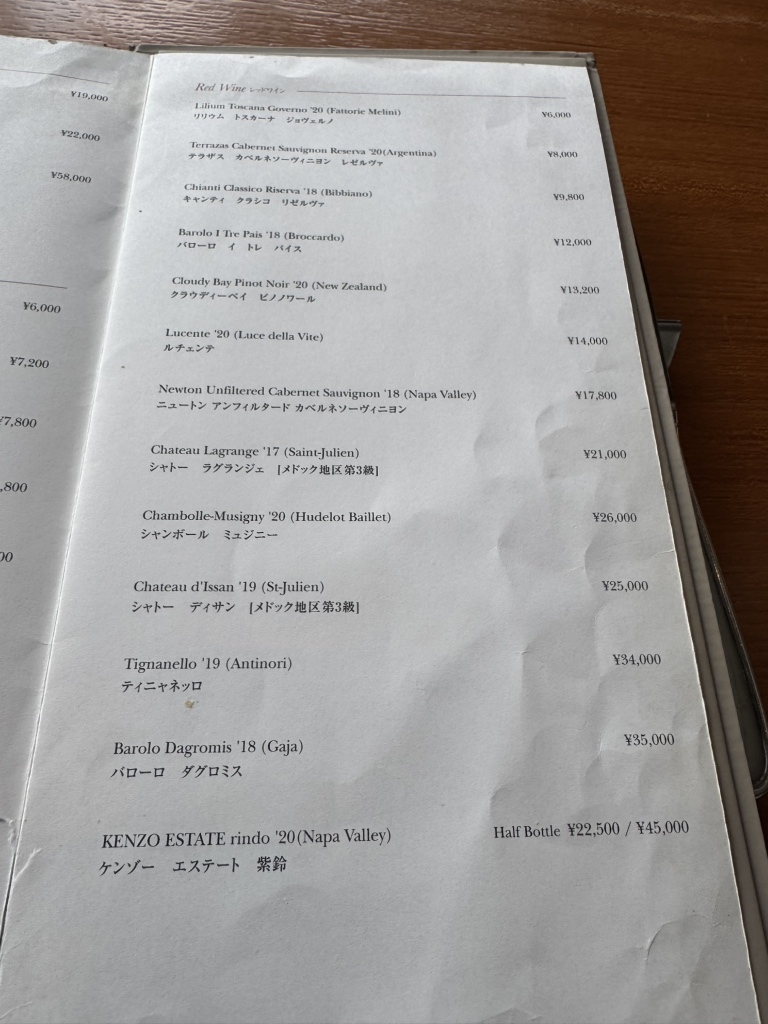 ¥19,000
¥22,000
¥58,000
¥6,000
¥7,200
¥7,800
,800
00
Red Wine レッドワイン
Lilium Toscana Governo '20 (Fattorie Melini) ¥6,000
リリウム トスカーナ ジョヴェルノ
Terrazas Cabernet Sauvignon Reserva '20(Argentina) ¥8,000
テラザス カベルネソーヴィニヨン レゼルヴァ
Chianti Classico Riserva '18 (Bibbiano) ¥9,800
キャンティ クラシコ リゼルヴァ
Barolo I Tre Pais '18 (Broccardo) ¥12,000
バローロ イ トレ パイス
Cloudy Bay Pinot Noir '20 (New Zealand) ¥13,200
クラウディーベイ ピノノワール
Lucente '20 (Luce della Vite) ¥14,000
ルチェンテ
Newton Unfiltered Cabernet Sauvignon '18 (Napa Valley) ¥17,800
ニュートン アンフィルタード カベルネソーヴィニヨン
Chateau Lagrange '17 (Saint-Julien) ¥21,000
シャトー ラグランジェ [メドック地区第3級]
Chambolle-Musigny '20 (Hudelot Baillet) ¥26,000
シャンボール ミュジニー
Chateau d'Issan '19 (St-Julien) ¥25,000
シャトー ディサン [メドック地区第3級]
Tignanello '19 (Antinori) ¥34,000
ティニャネッロ
Barolo Dagromis '18 (Gaja) ¥35,000
バローロ ダグロミス
KENZO ESTATE rindo '20(Napa Valley) Half Bottle ¥22,500 / ¥45,000
ケンゾー エステート 紫鈴